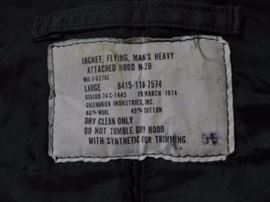 JACKET, FLYING, MAN'S HEAVY
ATTACHED HOOD N-2B
MIL-J-6279E
LARGE 8415-110-7574
DSA100-74-C-1445 19 MARCH 1974
GREENBRIER INDUSTRIES, INC.
60% WOOL 40% COTTON
DRY CLEAN ONLY
DO NOT TUMBLE DRY HOOD
WITH SYNTHETIC FUR TRIMMING.